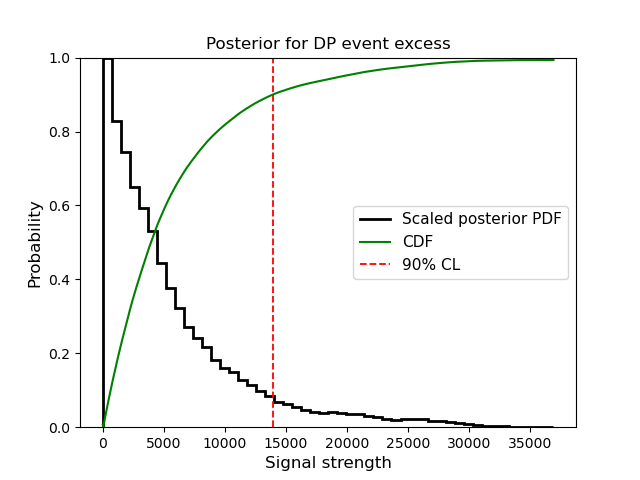 Posterior for DP event excess
1.0
0.8
0.6
0.4
0.2
0.0
Probability
Scaled posterior PDF
CDF
90% CL
0 5000 10000 15000 20000 25000 30000 35000
Signal strength